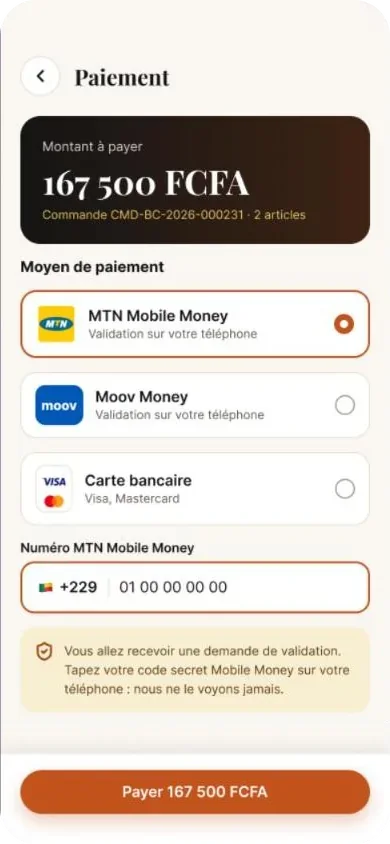 Paiement
Montant à payer
167 500 FCFA
Commande CMD-BC-2026-000231 · 2 articles
Moyen de paiement
MTN
MTN Mobile Money
Validation sur votre téléphone
moov
Moov Money
Validation sur votre téléphone
VISA
Carte bancaire
Visa, Mastercard
Numéro MTN Mobile Money
+229 01 00 00 00 00
Vous allez recevoir une demande de validation.
Tapez votre code secret Mobile Money sur votre
téléphone : nous ne le voyons jamais.
Payer 167 500 FCFA